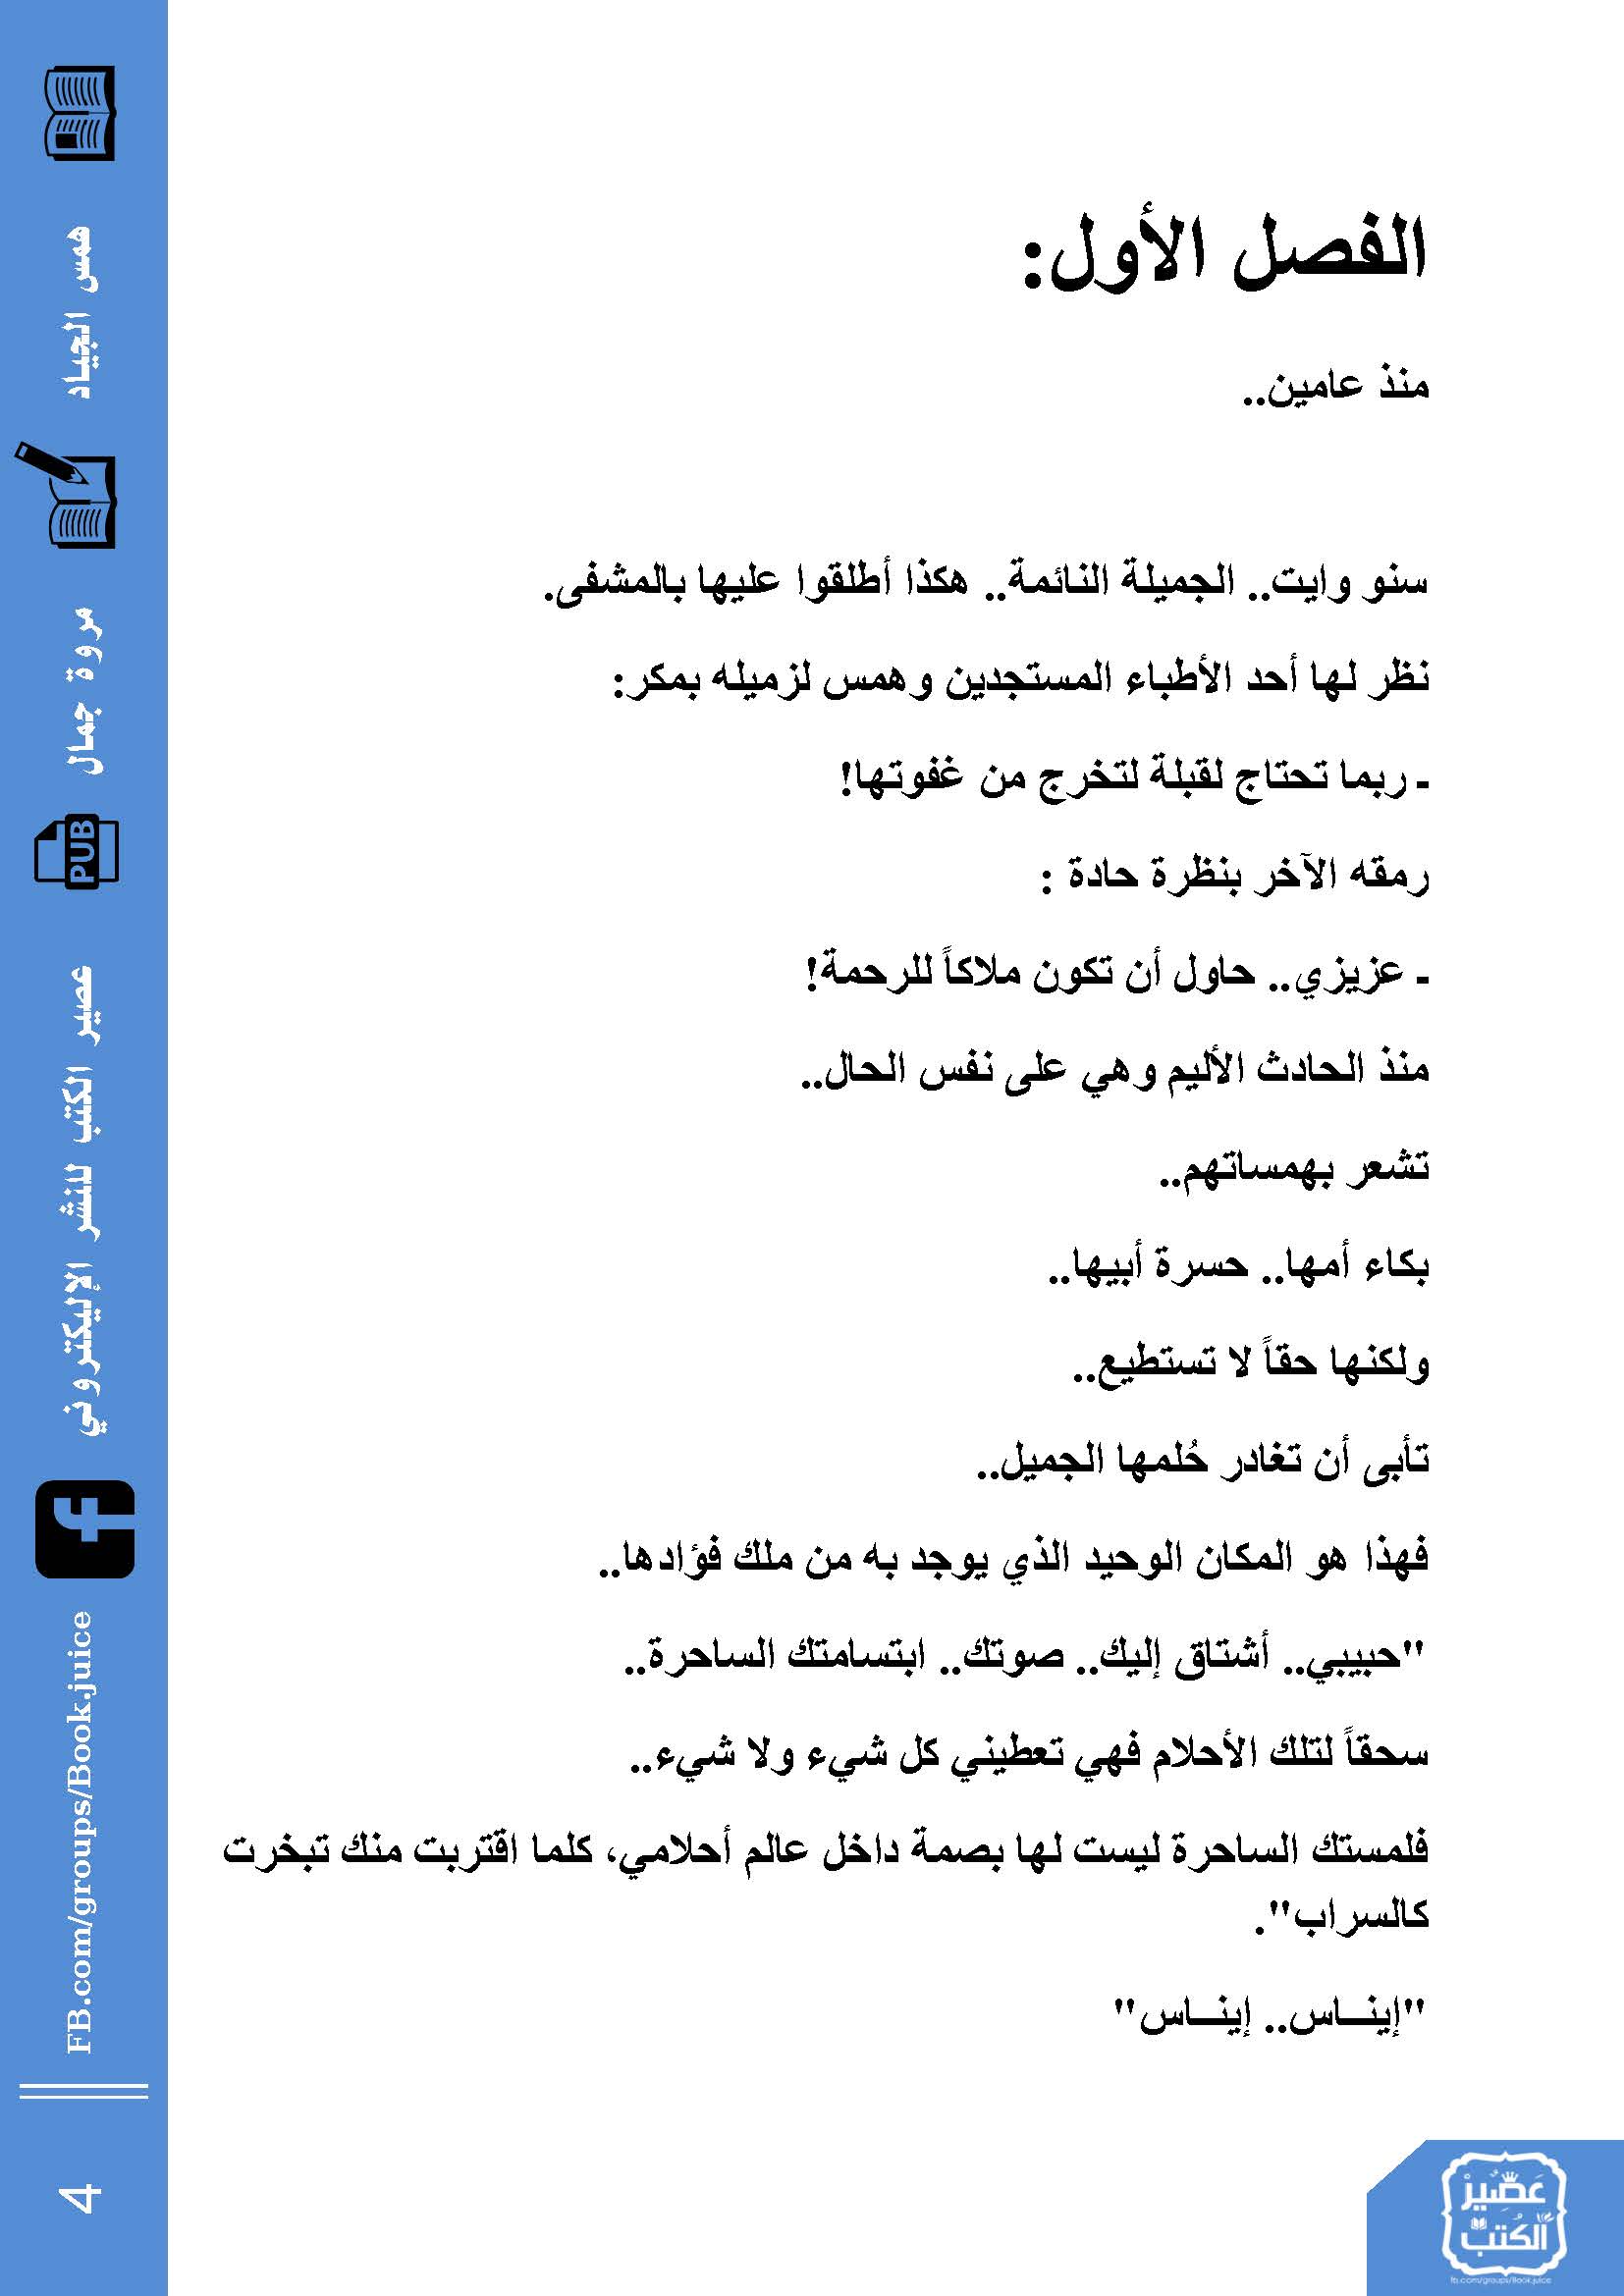 الفصل الأول:
منذ عامين..
سنو وايت.. الجميلة النائمة.. هكذا أطلقوا عليها بالمشفى.
نظر لها أحد الأطباء المستجدين وهمس لزميله بمكر:
ـ ربما تحتاج لقبلة لتخرج من غفوتها!
رمقه الآخر بنظرة حادة :
ـ عزيزي.. حاول أن تكون ملاكاً للرحمة!
منذ الحادث الأليم وهي على نفس الحال..
تشعر بهمساتهم..
بكاء أمها.. حسرة أبيها..
ولكنها حقاً لا تستطيع..
تأبى أن تغادر حُلمها الجميل..
فهذا هو المكان الوحيد الذي يوجد به من ملك فؤادها..
"حبيبي.. أشتاق إليك.. صوتك.. ابتسامتك الساحرة..
سحقاً لتلك الأحلام فهي تعطيني كل شيء ولا شيء..
فلمستك الساحرة ليست لها بصمة داخل عالم أحلامي، كلما اقتربت منك تبخرت
كالسراب".
"إينــاس.. إينــاس"
همس الجياد
مروة جمال
PUB
عصير الكتب للنشر الإليكتروني
FB.com/groups/Book.juice
4
عَصِيرُ
الكُتب
fb.com/groups/Book.juice